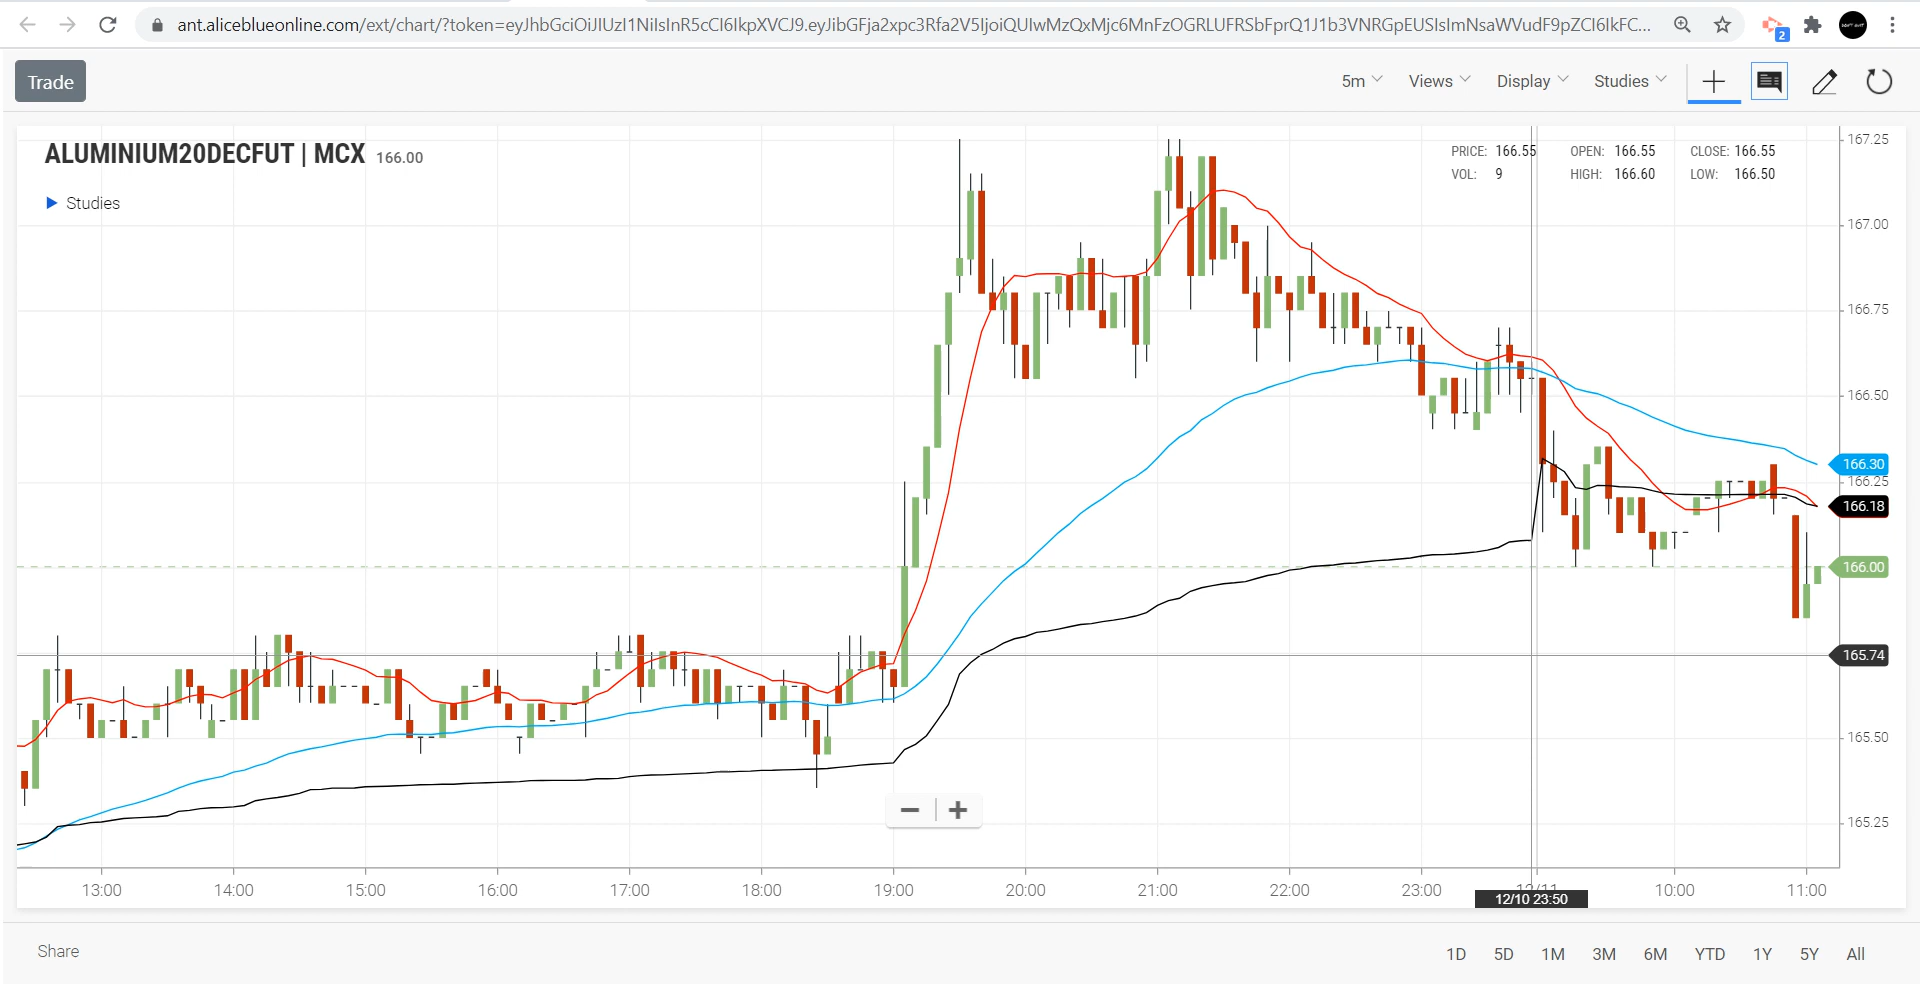 ant.aliceblueonline.com/ext/chart/?token=eyJhbGciOiJIUzI1NiIsInR5cCI6IkpXVCJ9.eyJibGFja2xpc3Rfa2V5IjoiQUIwMzQxMjc6MnFzOGRLUFRSbFprQ1J1b3VNRGpEUSIsImNsaWVudF9pZCI6IkFC...
2
Trade
5m Views Display Studies
ALUMINIUM20DECFUT | MCX 166.00
PRICE: 166.55 OPEN: 166.55 CLOSE: 166.55
VOL: 9 HIGH: 166.60 LOW: 166.50
Studies
167.25
167.00
166.75
166.50
166.30
166.25
166.18
166.00
165.74
165.50
165.25
13:00 14:00 15:00 16:00 17:00 18:00 19:00 20:00 21:00 22:00 23:00 12/11 10:00 11:00
12/10 23:50
Share
1D 5D 1M 3M 6M YTD 1Y 5Y All